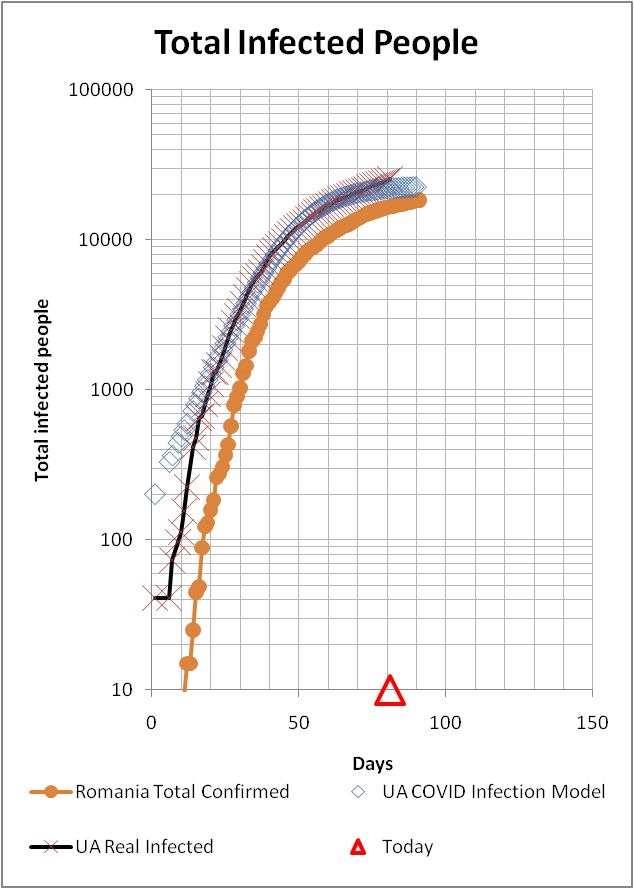 Total Infected People
100000
10000
1000
100
10
0 50 100 150
Total infected people
Days
Romania Total Confirmed
UA COVID Infection Model
UA Real Infected
Today